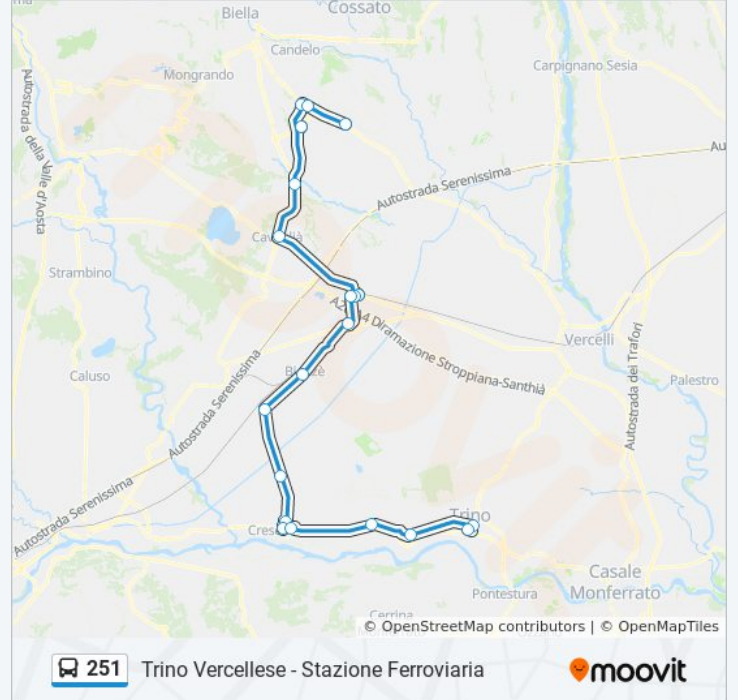 ma
Biella
Cossato
Candelo
Mongrando
Carpignano Sesia
Autostrada della Valle d'Aosta
Au
Autostrada Serenissima
Strambino
A26/A4 Diramazione Stroppiana-Santhià
Vercelli
Autostrada dei Trafori
Caluso
Palestro
Autostrada Serenissima
Autostrada Serenissima
Trino
Casale
Monferrato
Pontestura
Cerrina
© OpenStreetMap contributors | © OpenMapTiles
251
Trino Vercellese - Stazione Ferroviaria
moovit